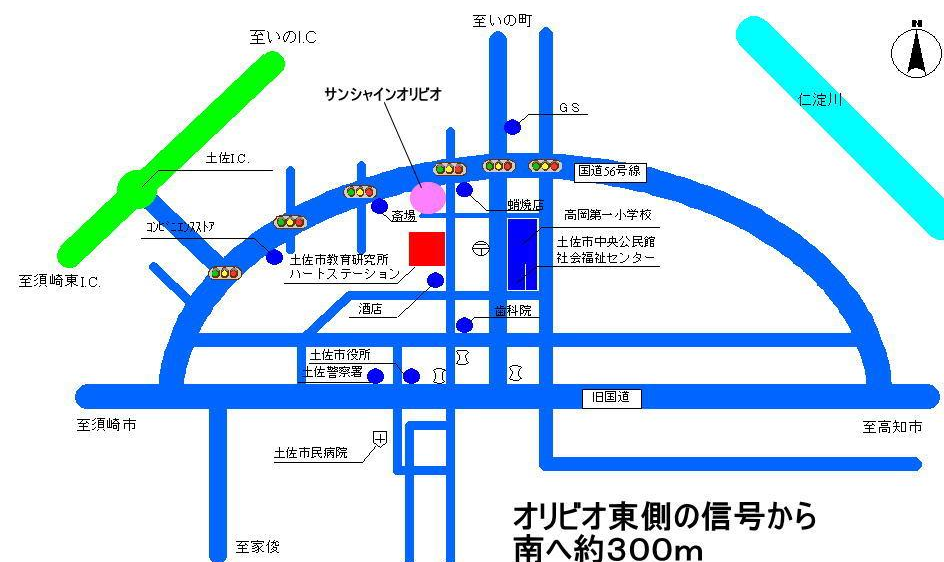 至いの町
N
至いのI.C
サンシャインオリビオ
GS
仁淀川
土佐I.C.
国道56号線
コンビニエンスストア
斎場
蛸焼店
高岡第一小学校
土佐市中央公民館
社会福祉センター
土佐市教育研究所
ハートステーション
至須崎東I.C.
酒店
歯科院
土佐市役所
土佐警察署
旧国道
至須崎市
至高知市
土佐市民病院
オリビオ東側の信号から
南へ約300m
至家俊